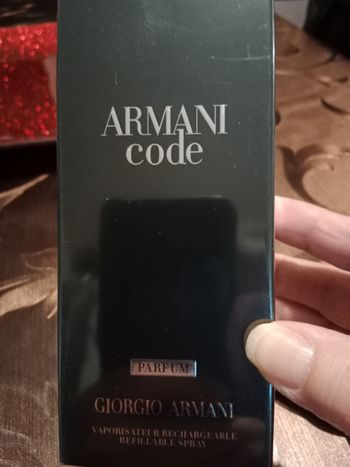 ARMANI
code
PARFUM
GIORGIO ARMANI
VAPORISATEUR RECHARGEABLE
REFILLABLE SPRAY